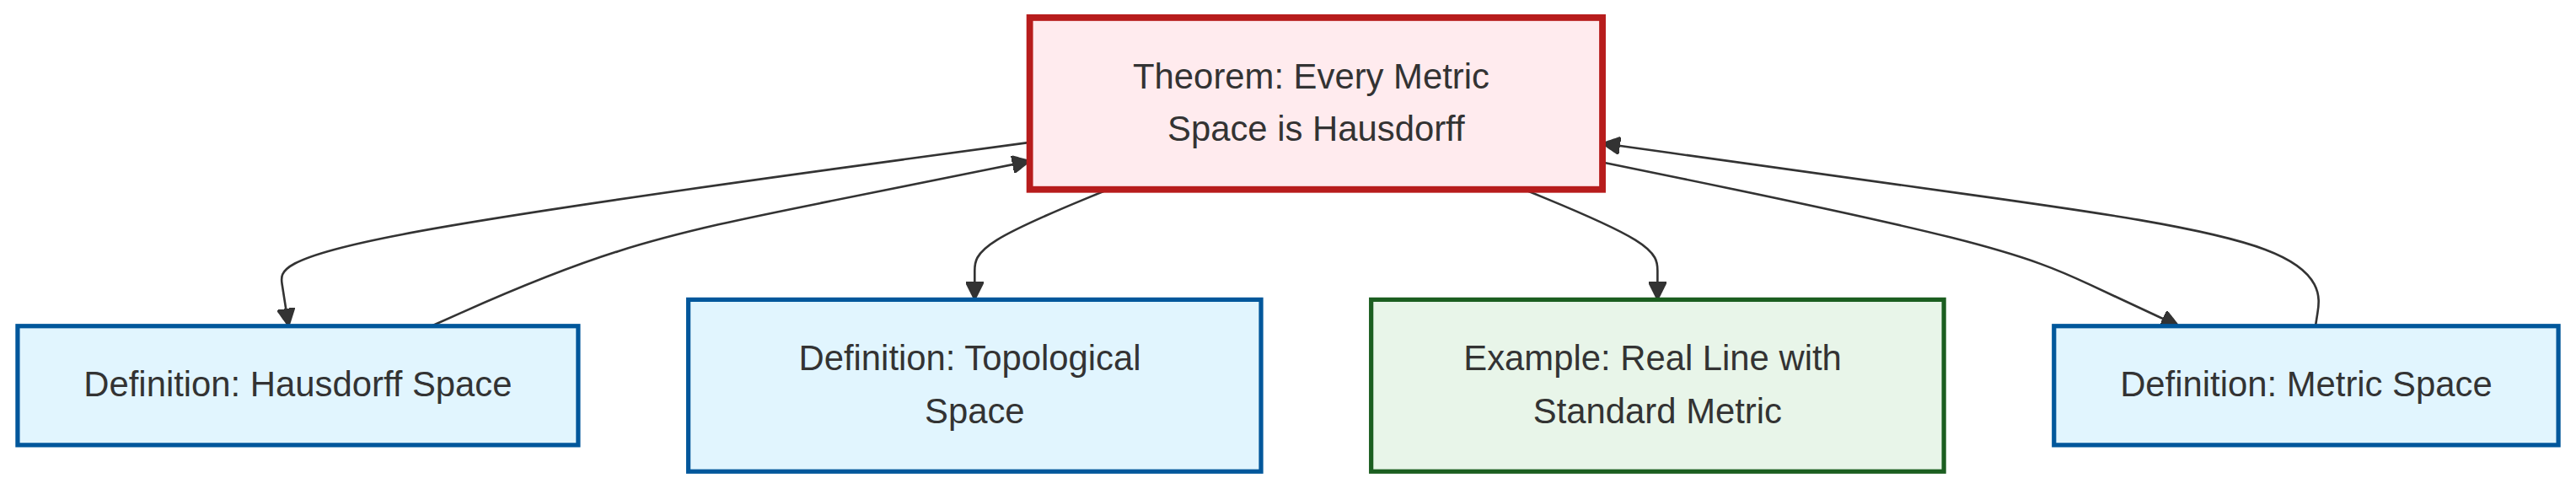 Theorem: Every Metric
Space is Hausdorff
Definition: Hausdorff Space
Definition: Topological
Space
Example: Real Line with
Standard Metric
Definition: Metric Space